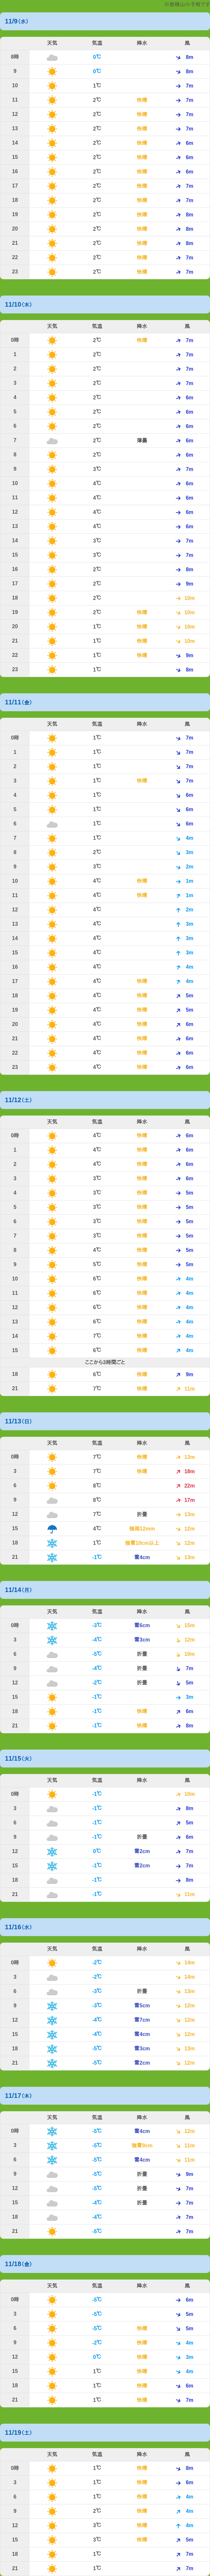 11/9(水)
天気 気温 降水 風
8時 0℃ 8m
9 0℃ 8m
10 1℃ 7m
11 2℃ 快晴 7m
12 2℃ 快晴 7m
13 2℃ 快晴 7m
14 2℃ 快晴 6m
15 2℃ 快晴 6m
16 2℃ 快晴 6m
17 2℃ 快晴 7m
18 2℃ 快晴 7m
19 2℃ 快晴 8m
20 2℃ 快晴 8m
21 2℃ 快晴 8m
22 2℃ 快晴 7m
23 2℃ 快晴 7m
11/10(木)
天気 気温 降水 風
0時 2℃ 快晴 7m
1 2℃ 7m
2 2℃ 7m
3 2℃ 7m
4 2℃ 6m
5 2℃ 6m
6 2℃ 6m
7 2℃ 薄曇 6m
8 2℃ 6m
9 3℃ 7m
10 4℃ 6m
11 4℃ 6m
12 4℃ 6m
13 4℃ 6m
14 3℃ 7m
15 3℃ 7m
16 2℃ 8m
17 2℃ 9m
18 2℃ 10m
19 2℃ 快晴 10m
20 1℃ 快晴 10m
21 1℃ 快晴 10m
22 1℃ 快晴 9m
23 1℃ 8m
11/11(金)
天気 気温 降水 風
0時 1℃ 7m
1 1℃ 7m
2 1℃ 7m
3 1℃ 快晴 7m
4 1℃ 6m
5 1℃ 6m
6 1℃ 6m
7 1℃ 4m
8 2℃ 3m
9 3℃ 2m
10 4℃ 快晴 1m
11 4℃ 快晴 1m
12 4℃ 2m
13 4℃ 3m
14 4℃ 3m
15 4℃ 3m
16 4℃ 4m
17 4℃ 快晴 4m
18 4℃ 快晴 5m
19 4℃ 快晴 5m
20 4℃ 快晴 6m
21 4℃ 快晴 6m
22 4℃ 快晴 6m
23 4℃ 快晴 6m
11/12(土)
天気 気温 降水 風
0時 4℃ 快晴 6m
1 4℃ 快晴 6m
2 4℃ 快晴 6m
3 3℃ 快晴 6m
4 3℃ 快晴 5m
5 3℃ 快晴 5m
6 3℃ 快晴 5m
7 3℃ 快晴 5m
8 4℃ 快晴 5m
9 5℃ 快晴 5m
10 6℃ 快晴 4m
11 6℃ 快晴 4m
12 6℃ 快晴 4m
13 6℃ 快晴 4m
14 7℃ 快晴 4m
15 6℃ 快晴 4m
ここから3時間ごと
18 6℃ 快晴 9m
21 7℃ 快晴 11m
11/13(日)
天気 気温 降水 風
0時 7℃ 快晴 13m
3 7℃ 快晴 18m
6 8℃ 22m
9 8℃ 17m
12 7℃ 折曇 13m
15 4℃ 強雨12mm 12m
18 1℃ 強雪10cm以上 12m
21 -1℃ 雪4cm 13m
11/14(月)
天気 気温 降水 風
0時 -3℃ 雪6cm 15m
3 -4℃ 雪3cm 12m
6 -5℃ 折曇 10m
9 -4℃ 折曇 7m
12 -2℃ 折曇 5m
15 -1℃ 3m
18 -1℃ 快晴 6m
21 -1℃ 快晴 8m
11/15(火)
天気 気温 降水 風
0時 -1℃ 10m
3 -1℃ 8m
6 -1℃ 5m
9 -1℃ 折曇 6m
12 0℃ 雪2cm 7m
15 -1℃ 雪2cm 7m
18 -1℃ 8m
21 -1℃ 11m
11/16(水)
天気 気温 降水 風
0時 -2℃ 14m
3 -2℃ 14m
6 -3℃ 折曇 13m
9 -3℃ 雪5cm 12m
12 -4℃ 雪7cm 12m
15 -4℃ 雪4cm 12m
18 -5℃ 雪3cm 13m
21 -5℃ 雪2cm 12m
11/17(木)
天気 気温 降水 風
0時 -5℃ 雪4cm 12m
3 -5℃ 強雪9cm 11m
6 -5℃ 雪4cm 11m
9 -5℃ 折曇 9m
12 -5℃ 折曇 7m
15 -4℃ 折曇 7m
18 -4℃ 7m
21 -5℃ 7m
11/18(金)
天気 気温 降水 風
0時 -5℃ 6m
3 -5℃ 5m
6 -5℃ 快晴 5m
9 -2℃ 快晴 4m
12 0℃ 快晴 3m
15 1℃ 快晴 4m
18 1℃ 快晴 6m
21 1℃ 快晴 7m
11/19(土)
天気 気温 降水 風
0時 1℃ 快晴 8m
3 1℃ 快晴 6m
6 1℃ 快晴 4m
9 2℃ 快晴 4m
12 3℃ 快晴 4m
15 3℃ 快晴 5m
18 1℃ 7m
21 1℃ 7m